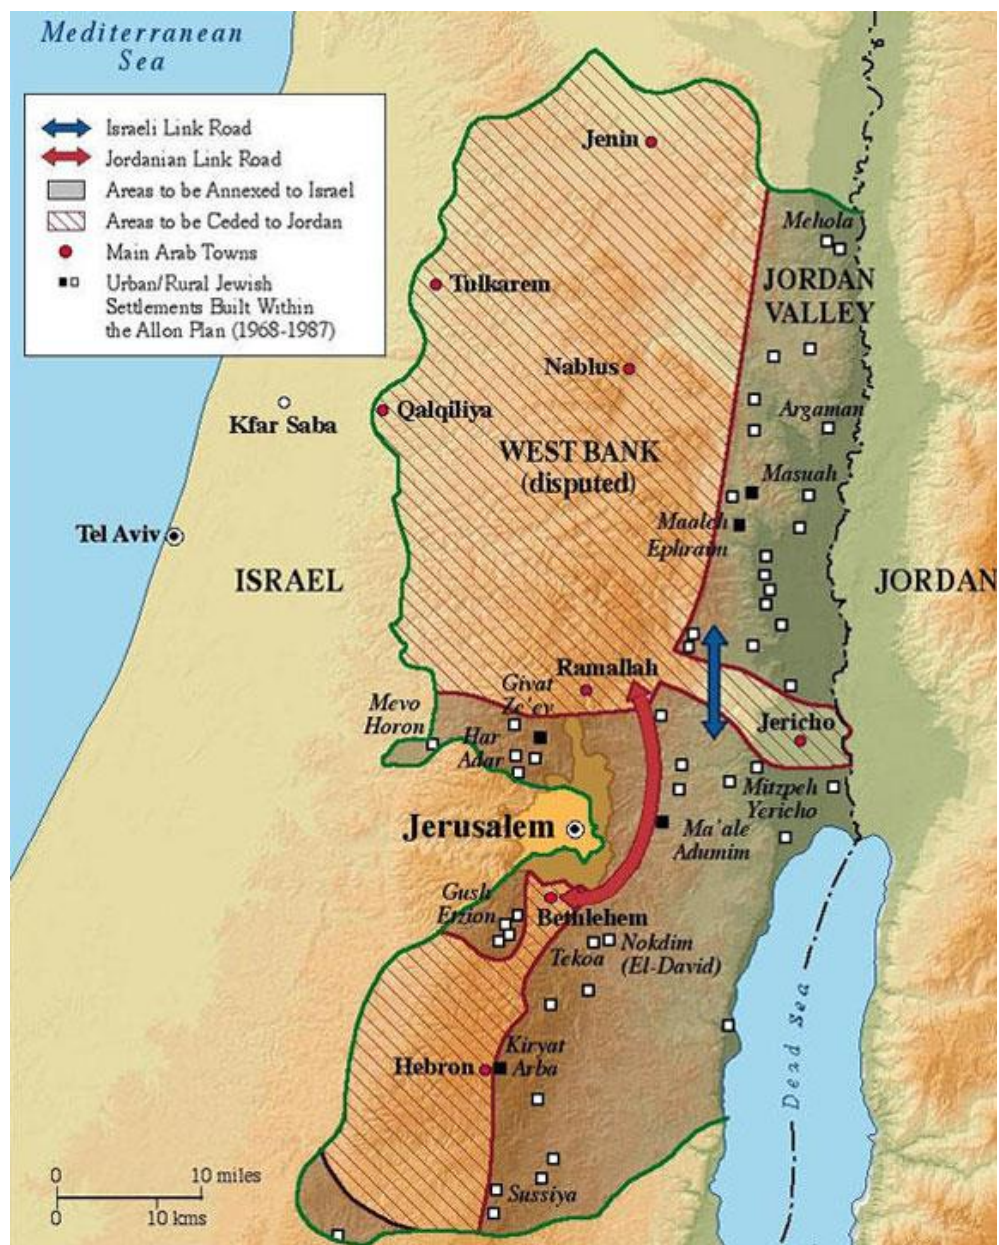 Mediterranean
Sea
Israeli Link Road
Jordanian Link Road
Areas to be Annexed to Israel
Areas to be Ceded to Jordan
Main Arab Towns
Urban/Rural Jewish
Settlements Built Within
the Allon Plan (1968-1987)
Jenin
Mehola
JORDAN
VALLEY
Tulkarem
Nablus
Kfar Saba
Qalqiliya
Argaman
WEST BANK
(disputed)
Masuah
Maaleh
Ephraim
Tel Aviv
ISRAEL
JORDAN
Ramallah
Givat
Ze'ev
Mevo
Horon
Har
Adar
Jericho
Mitzpeh
Yericho
Jerusalem
Ma'ale
Adumim
Gush
Etzion
Bethlehem
Tekoa
Nokdim
(El-David)
Dead Sea
Kiryat
Arba
Hebron
Sussiya
0 10 miles
0 10 kms